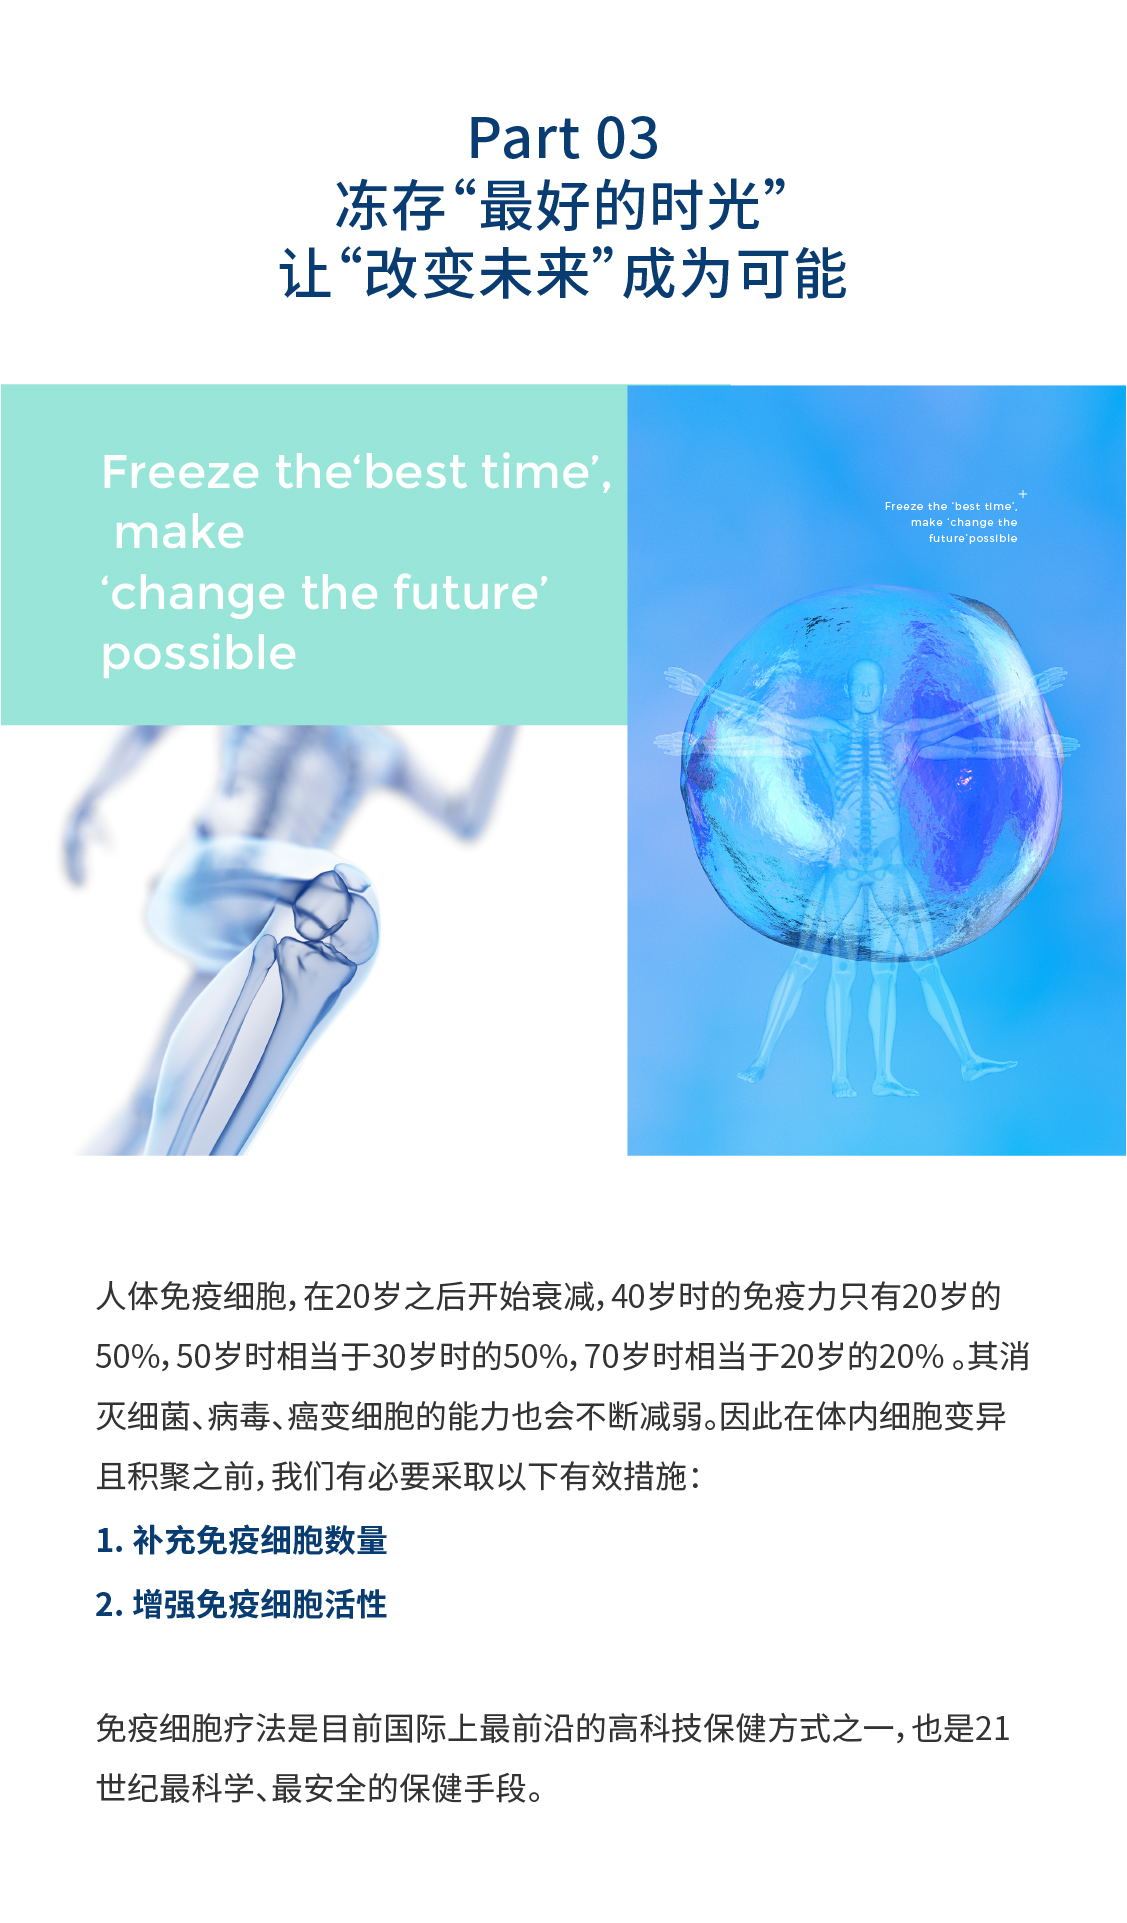 Part 03
冻存“最好的时光”
让“改变未来”成为可能
Freeze the‘best time’,
make
‘change the future’
possible
Freeze the ‘best time’,
make ‘change the
future’possible
人体免疫细胞，在20岁之后开始衰减，40岁时的免疫力只有20岁的
50%，50岁时相当于30岁时的50%，70岁时相当于20岁的20% 。其消
灭细菌、病毒、癌变细胞的能力也会不断减弱。因此在体内细胞变异
且积聚之前，我们有必要采取以下有效措施：
1. 补充免疫细胞数量
2. 增强免疫细胞活性
免疫细胞疗法是目前国际上最前沿的高科技保健方式之一，也是21
世纪最科学、最安全的保健手段。